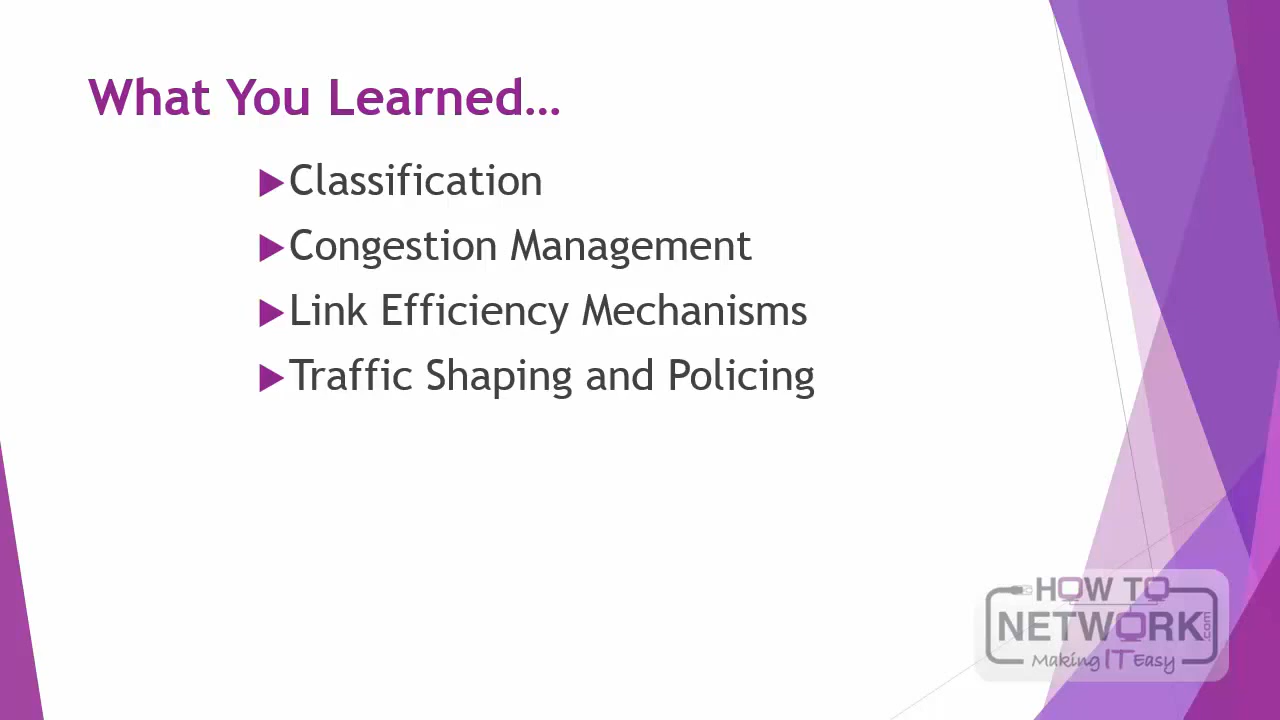 What You Learned…
Classification
Congestion Management
Link Efficiency Mechanisms
Traffic Shaping and Policing
HOW TO
NETWORK.com
Making IT Easy